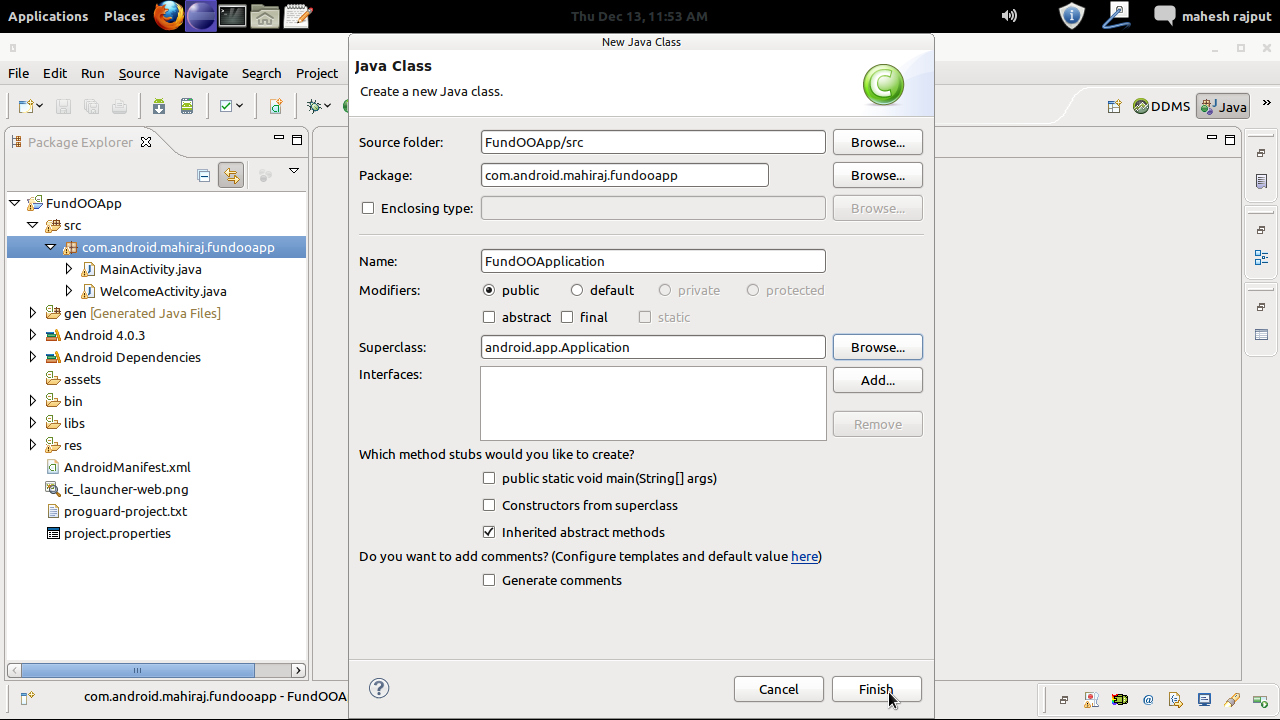 Applications Places Thu Dec 13, 11:53 AM mahesh rajput
New Java Class
File Edit Run Source Navigate Search Project
Java Class
Create a new Java class.
DDMS Java »
Package Explorer
FundOOApp
src
com.android.mahiraj.fundooapp
MainActivity.java
WelcomeActivity.java
gen [Generated Java Files]
Android 4.0.3
Android Dependencies
assets
bin
libs
res
AndroidManifest.xml
ic_launcher-web.png
proguard-project.txt
project.properties
Source folder: FundOOApp/src Browse...
Package: com.android.mahiraj.fundooapp Browse...
Enclosing type: Browse...
Name: FundOOApplication
Modifiers: public default private protected
abstract final static
Superclass: android.app.Application Browse...
Interfaces: Add...
Remove
Which method stubs would you like to create?
public static void main(String[] args)
Constructors from superclass
Inherited abstract methods
Do you want to add comments? (Configure templates and default value here)
Generate comments
? Cancel Finish
com.android.mahiraj.fundooapp - FundOOA